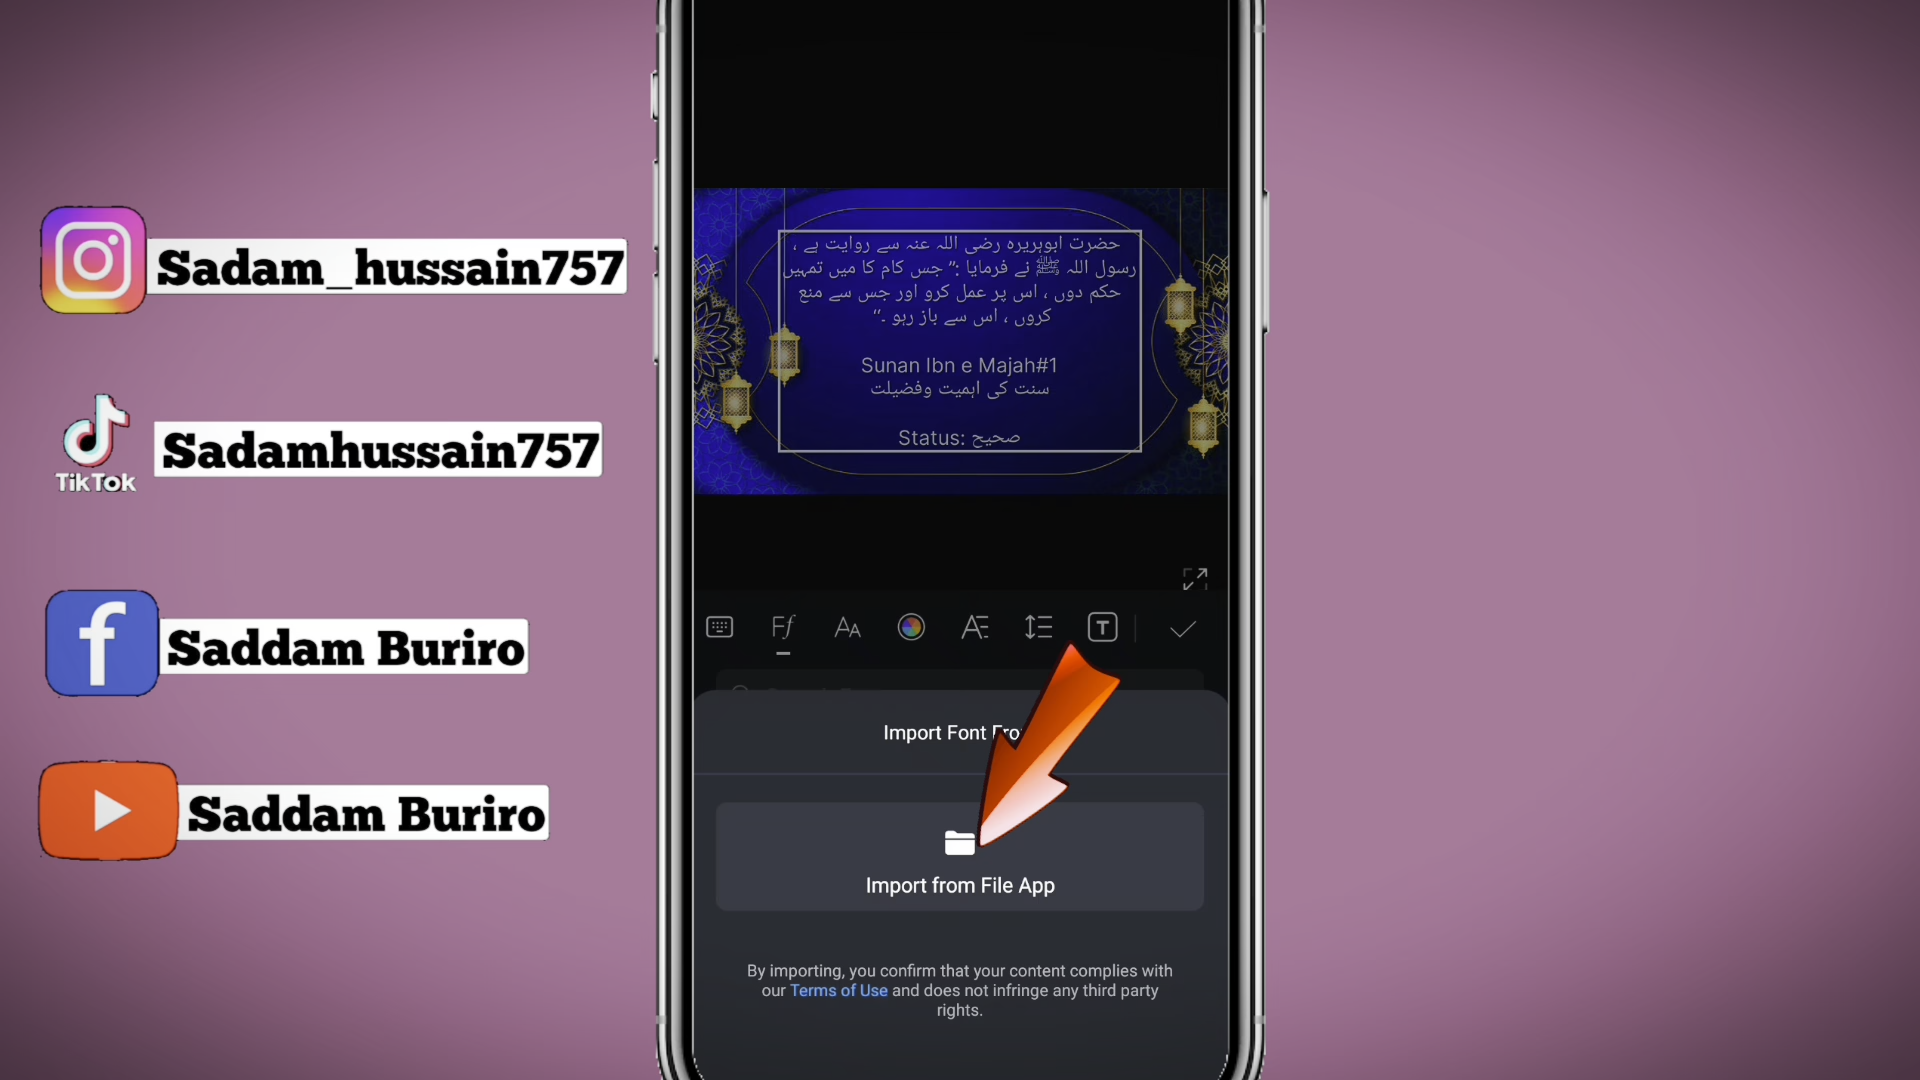 Sadam_hussain757
TikTok
Sadamhussain757
Saddam Buriro
Saddam Buriro
حضرت ابوہریرہ رضی اللہ عنہ سے روایت ہے ،
رسول اللہ ﷺ نے فرمایا :” جس کام کا میں تمہیں
حکم دوں ، اس پر عمل کرو اور جس سے منع
کروں ، اس سے باز رہو ۔“
Sunan Ibn e Majah#1
سنت کی اہمیت وفضیلت
Status: صحیح
Import Font
Import from File App
By importing, you confirm that your content complies with
our Terms of Use and does not infringe any third party
rights.